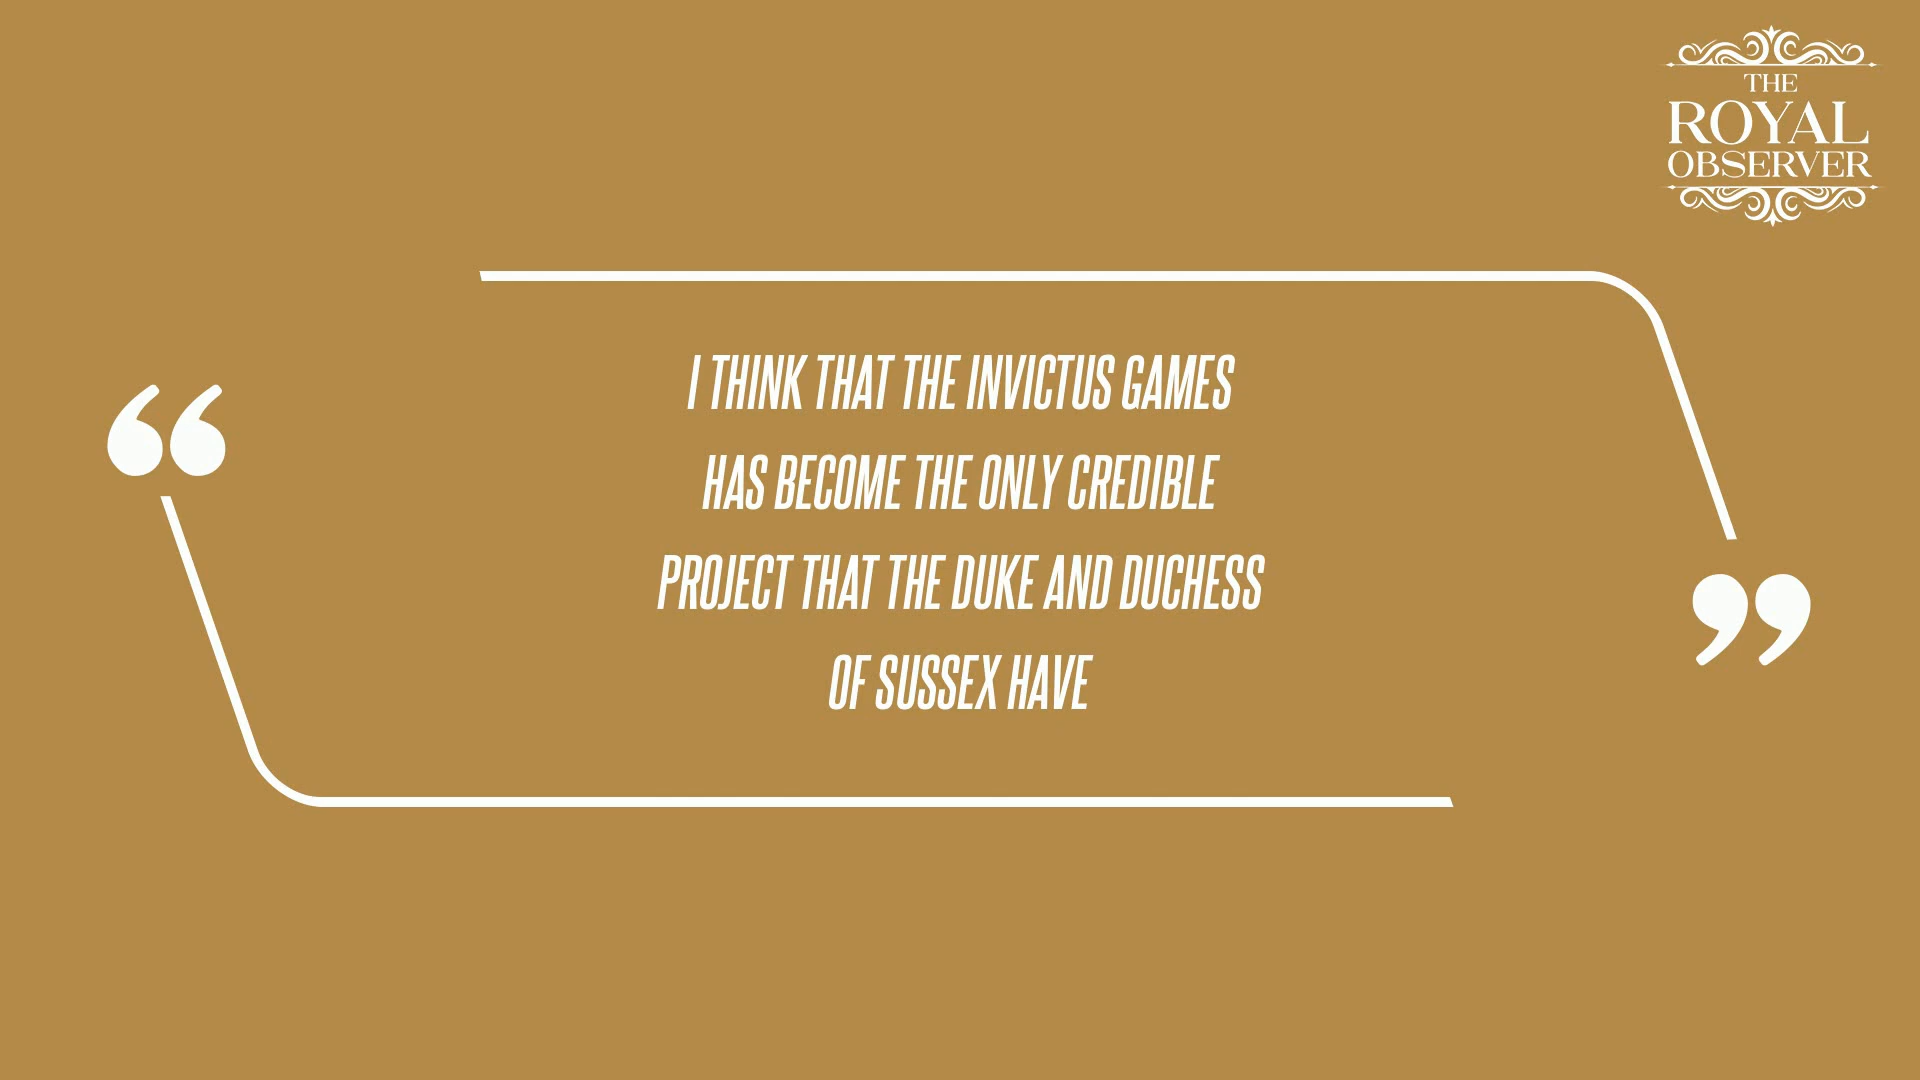 THE
ROYAL
OBSERVER
I THINK THAT THE INVICTUS GAMES
HAS BECOME THE ONLY CREDIBLE
PROJECT THAT THE DUKE AND DUCHESS
OF SUSSEX HAVE